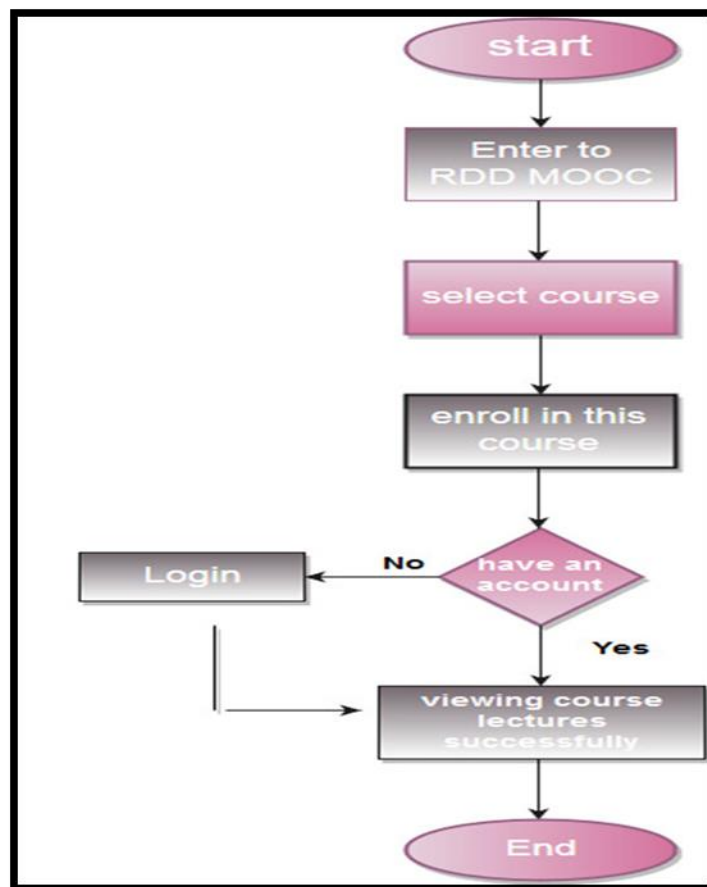 start
Enter to
RDD MOOC
select course
enroll in this
course
have an
account
No
Login
Yes
viewing course
lectures
successfully
End